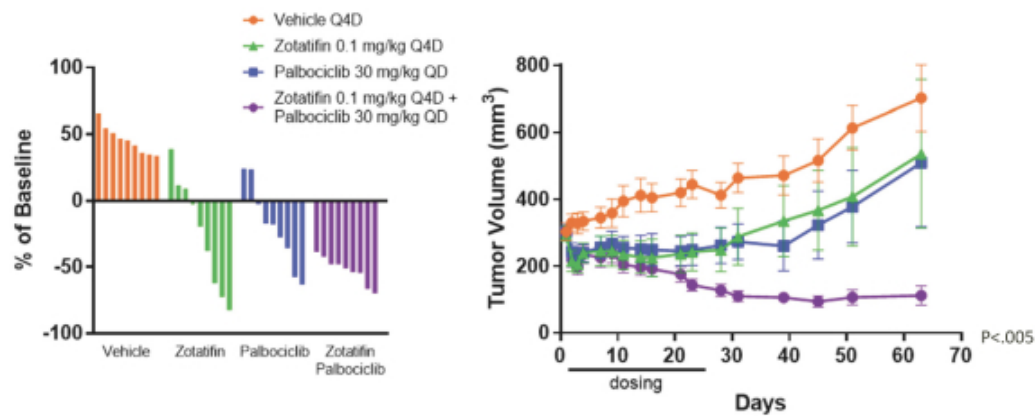 Vehicle Q4D
Zotatifin 0.1 mg/kg Q4D
Palbociclib 30 mg/kg QD
Zotatifin 0.1 mg/kg Q4D +
Palbociclib 30 mg/kg QD
% of Baseline
100
50
0
-50
-100
Vehicle Zotatifin Palbociclib Zotatifin
Palbociclib
Tumor Volume (mm³)
800
600
400
200
0
0 10 20 30 40 50 60 70
dosing
Days
P<.005